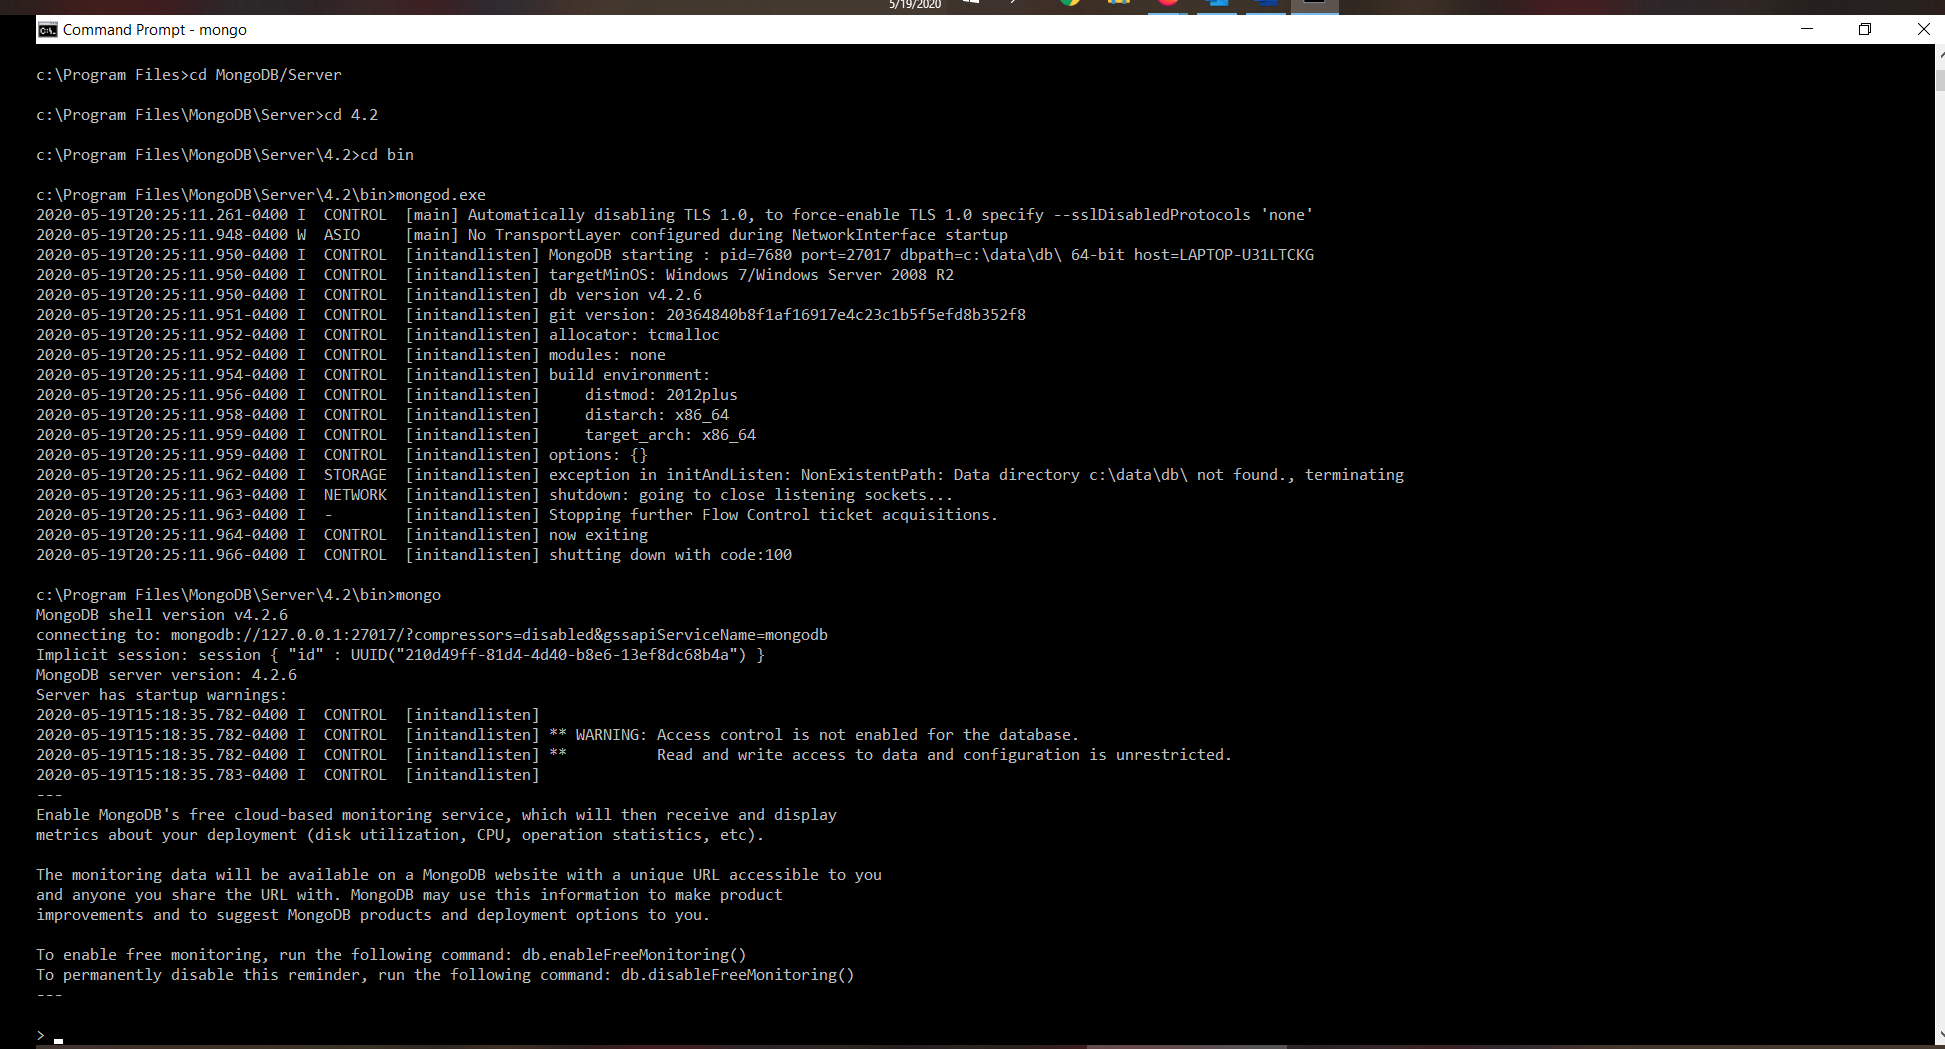 5/19/2020
Command Prompt - mongo
c:\Program Files>cd MongoDB/Server
c:\Program Files\MongoDB\Server>cd 4.2
c:\Program Files\MongoDB\Server\4.2>cd bin
c:\Program Files\MongoDB\Server\4.2\bin>mongod.exe
2020-05-19T20:25:11.261-0400 I  CONTROL  [main] Automatically disabling TLS 1.0, to force-enable TLS 1.0 specify --sslDisabledProtocols 'none'
2020-05-19T20:25:11.948-0400 W  ASIO     [main] No TransportLayer configured during NetworkInterface startup
2020-05-19T20:25:11.950-0400 I  CONTROL  [initandlisten] MongoDB starting : pid=7680 port=27017 dbpath=c:\data\db\ 64-bit host=LAPTOP-U31LTCKG
2020-05-19T20:25:11.950-0400 I  CONTROL  [initandlisten] targetMinOS: Windows 7/Windows Server 2008 R2
2020-05-19T20:25:11.950-0400 I  CONTROL  [initandlisten] db version v4.2.6
2020-05-19T20:25:11.951-0400 I  CONTROL  [initandlisten] git version: 20364840b8f1af16917e4c23c1b5f5efd8b352f8
2020-05-19T20:25:11.952-0400 I  CONTROL  [initandlisten] allocator: tcmalloc
2020-05-19T20:25:11.952-0400 I  CONTROL  [initandlisten] modules: none
2020-05-19T20:25:11.954-0400 I  CONTROL  [initandlisten] build environment:
2020-05-19T20:25:11.956-0400 I  CONTROL  [initandlisten]     distmod: 2012plus
2020-05-19T20:25:11.958-0400 I  CONTROL  [initandlisten]     distarch: x86_64
2020-05-19T20:25:11.959-0400 I  CONTROL  [initandlisten]     target_arch: x86_64
2020-05-19T20:25:11.959-0400 I  CONTROL  [initandlisten] options: {}
2020-05-19T20:25:11.962-0400 I  STORAGE  [initandlisten] exception in initAndListen: NonExistentPath: Data directory c:\data\db\ not found., terminating
2020-05-19T20:25:11.963-0400 I  NETWORK  [initandlisten] shutdown: going to close listening sockets...
2020-05-19T20:25:11.963-0400 I  -        [initandlisten] Stopping further Flow Control ticket acquisitions.
2020-05-19T20:25:11.964-0400 I  CONTROL  [initandlisten] now exiting
2020-05-19T20:25:11.966-0400 I  CONTROL  [initandlisten] shutting down with code:100
c:\Program Files\MongoDB\Server\4.2\bin>mongo
MongoDB shell version v4.2.6
connecting to: mongodb://127.0.0.1:27017/?compressors=disabled&gssapiServiceName=mongodb
Implicit session: session { "id" : UUID("210d49ff-81d4-4d40-b8e6-13ef8dc68b4a") }
MongoDB server version: 4.2.6
Server has startup warnings:
2020-05-19T15:18:35.782-0400 I  CONTROL  [initandlisten]
2020-05-19T15:18:35.782-0400 I  CONTROL  [initandlisten] ** WARNING: Access control is not enabled for the database.
2020-05-19T15:18:35.782-0400 I  CONTROL  [initandlisten] **          Read and write access to data and configuration is unrestricted.
2020-05-19T15:18:35.783-0400 I  CONTROL  [initandlisten]
---
Enable MongoDB's free cloud-based monitoring service, which will then receive and display
metrics about your deployment (disk utilization, CPU, operation statistics, etc).
The monitoring data will be available on a MongoDB website with a unique URL accessible to you
and anyone you share the URL with. MongoDB may use this information to make product
improvements and to suggest MongoDB products and deployment options to you.
To enable free monitoring, run the following command: db.enableFreeMonitoring()
To permanently disable this reminder, run the following command: db.disableFreeMonitoring()
---
>